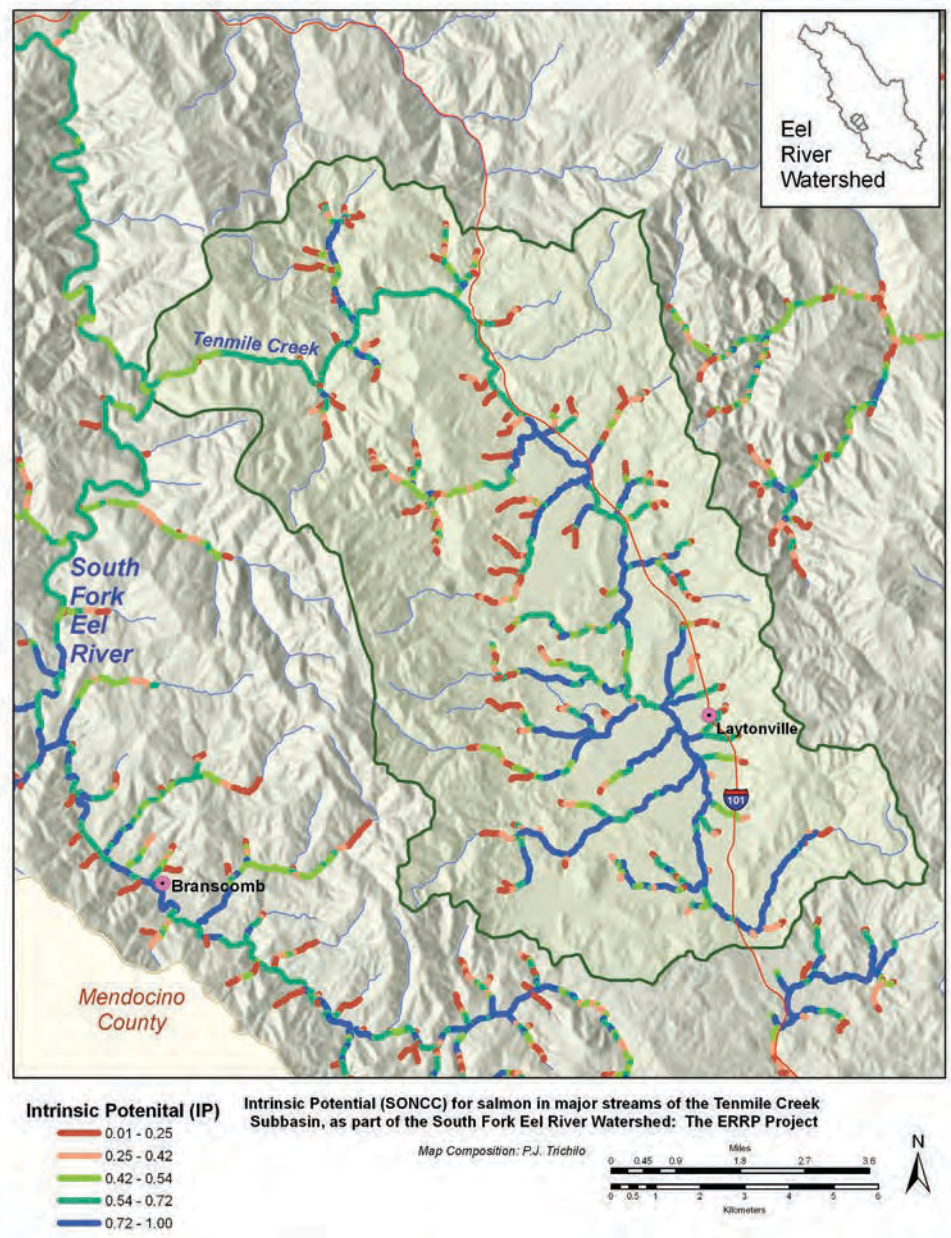 Eel
River
Watershed
Tenmile Creek
South
Fork
Eel
River
Laytonville
101
Branscomb
Mendocino
County
Intrinsic Potenital (IP)
0.01 - 0.25
0.25 - 0.42
0.42 - 0.54
0.54 - 0.72
0.72 - 1.00
Intrinsic Potential (SONCC) for salmon in major streams of the Tenmile Creek
Subbasin, as part of the South Fork Eel River Watershed: The ERRP Project
Map Composition: P.J. Trichilo
Miles
0 0.45 0.9 1.8 2.7 3.6
0 0.5 1 2 3 4 5 6
Kilometers
N